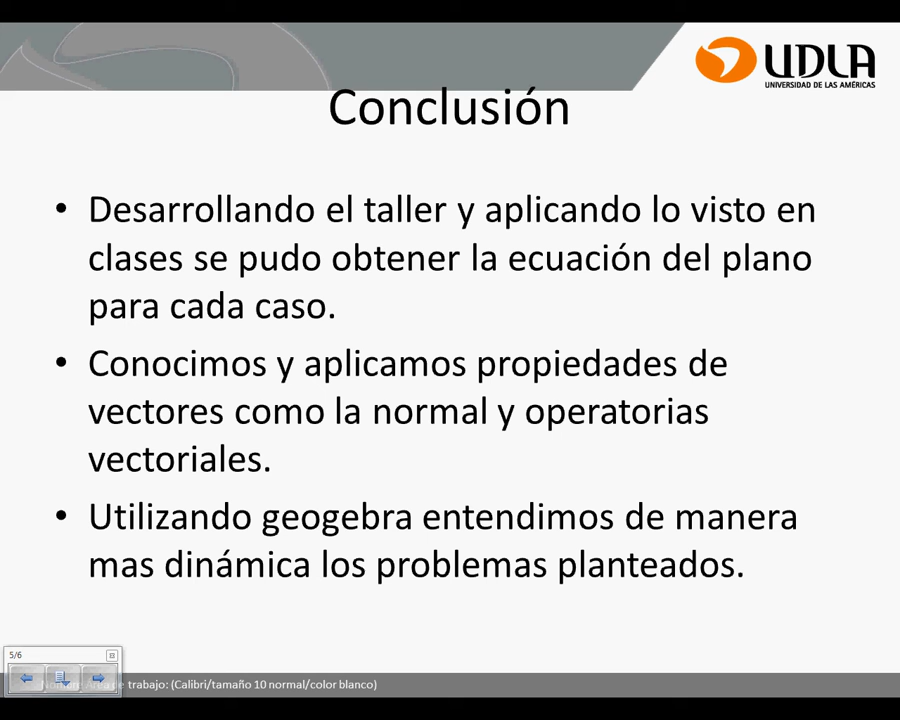 UDLA
UNIVERSIDAD DE LAS AMÉRICAS
Conclusión
• Desarrollando el taller y aplicando lo visto en
clases se pudo obtener la ecuación del plano
para cada caso.
• Conocimos y aplicamos propiedades de
vectores como la normal y operatorias
vectoriales.
• Utilizando geogebra entendimos de manera
mas dinámica los problemas planteados.
5/6
de trabajo: (Calibri/tamaño 10 normal/color blanco)